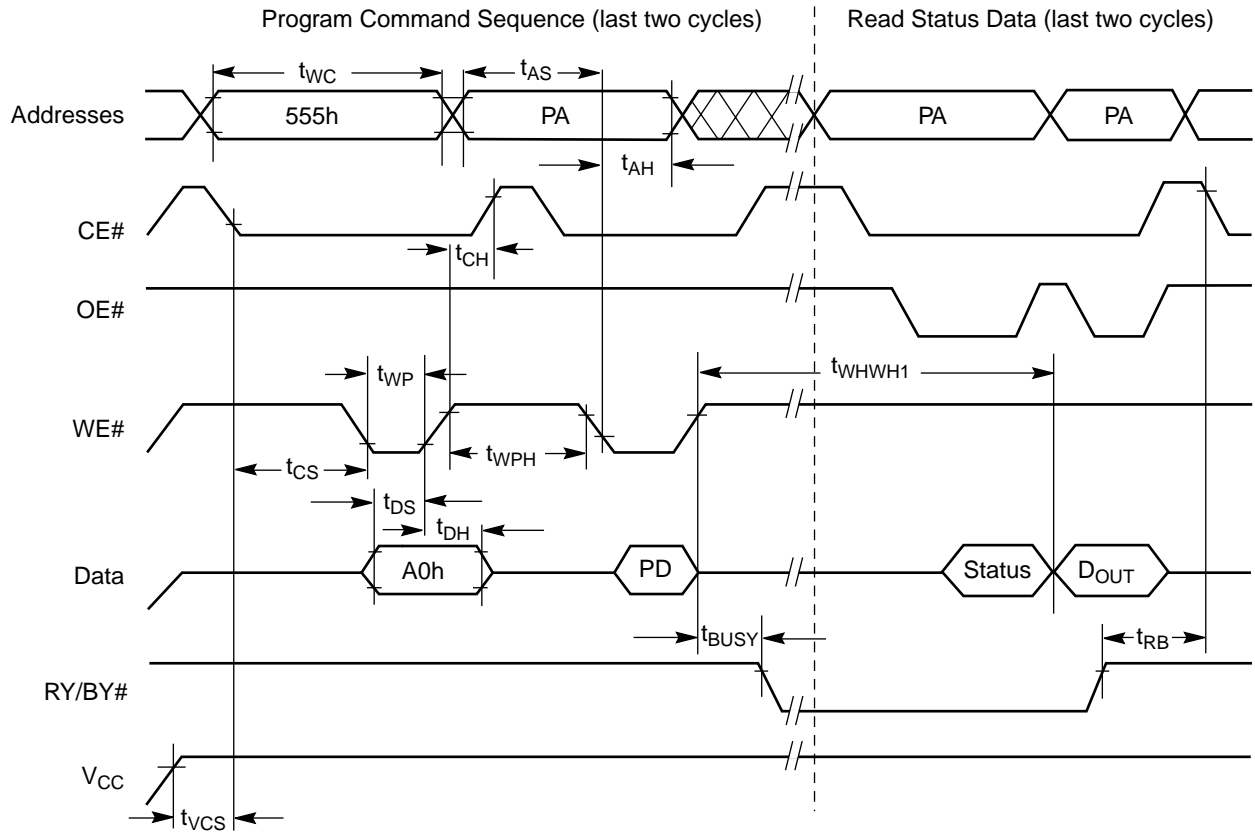 Program Command Sequence (last two cycles) Read Status Data (last two cycles)
tWC tAS
Addresses 555h PA PA PA
tAH
CE#
tCH
OE#
tWHWH1
tWP
WE#
tCS tWPH
tDS
tDH
Data A0h PD Status DOUT
tBUSY tRB
RY/BY#
VCC
tVCS